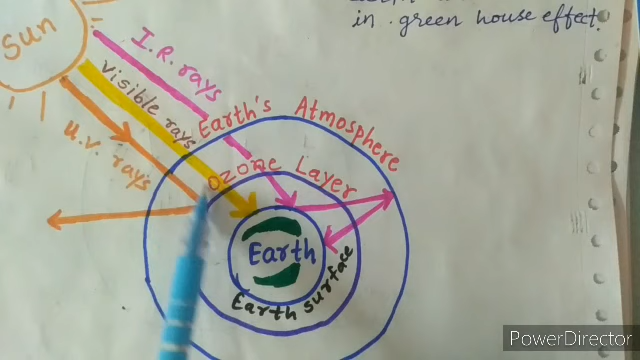 in green house effect.
Sun
I.R. rays
visible rays
U.V. rays
Earth's Atmosphere
Ozone Layer
Earth
Earth surface
PowerDirector